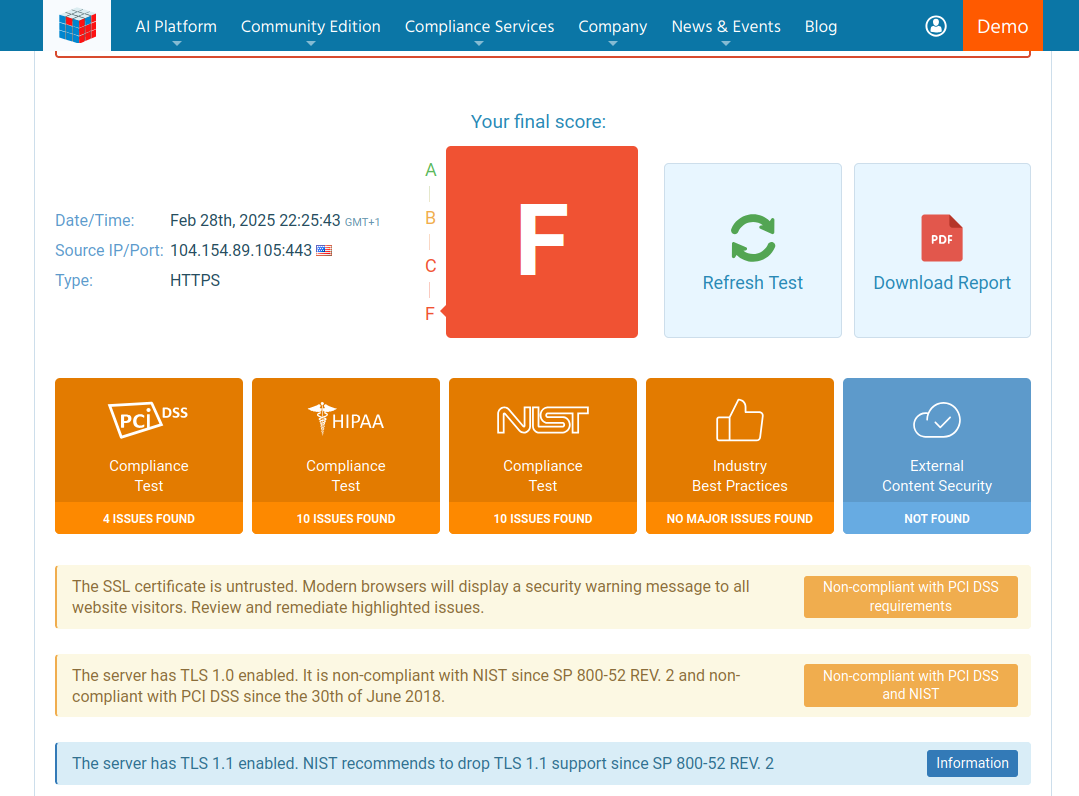 AI Platform
Community Edition
Compliance Services
Company
News & Events
Blog
Demo
Your final score:
Date/Time: Feb 28th, 2025 22:25:43 GMT+1
Source IP/Port: 104.154.89.105:443
Type: HTTPS
A
B
C
F
F
Refresh Test
PDF
Download Report
PCI DSS
Compliance
Test
4 ISSUES FOUND
HIPAA
Compliance
Test
10 ISSUES FOUND
NIST
Compliance
Test
10 ISSUES FOUND
Industry
Best Practices
NO MAJOR ISSUES FOUND
External
Content Security
NOT FOUND
The SSL certificate is untrusted. Modern browsers will display a security warning message to all
website visitors. Review and remediate highlighted issues.
Non-compliant with PCI DSS
requirements
The server has TLS 1.0 enabled. It is non-compliant with NIST since SP 800-52 REV. 2 and non-
compliant with PCI DSS since the 30th of June 2018.
Non-compliant with PCI DSS
and NIST
The server has TLS 1.1 enabled. NIST recommends to drop TLS 1.1 support since SP 800-52 REV. 2
Information